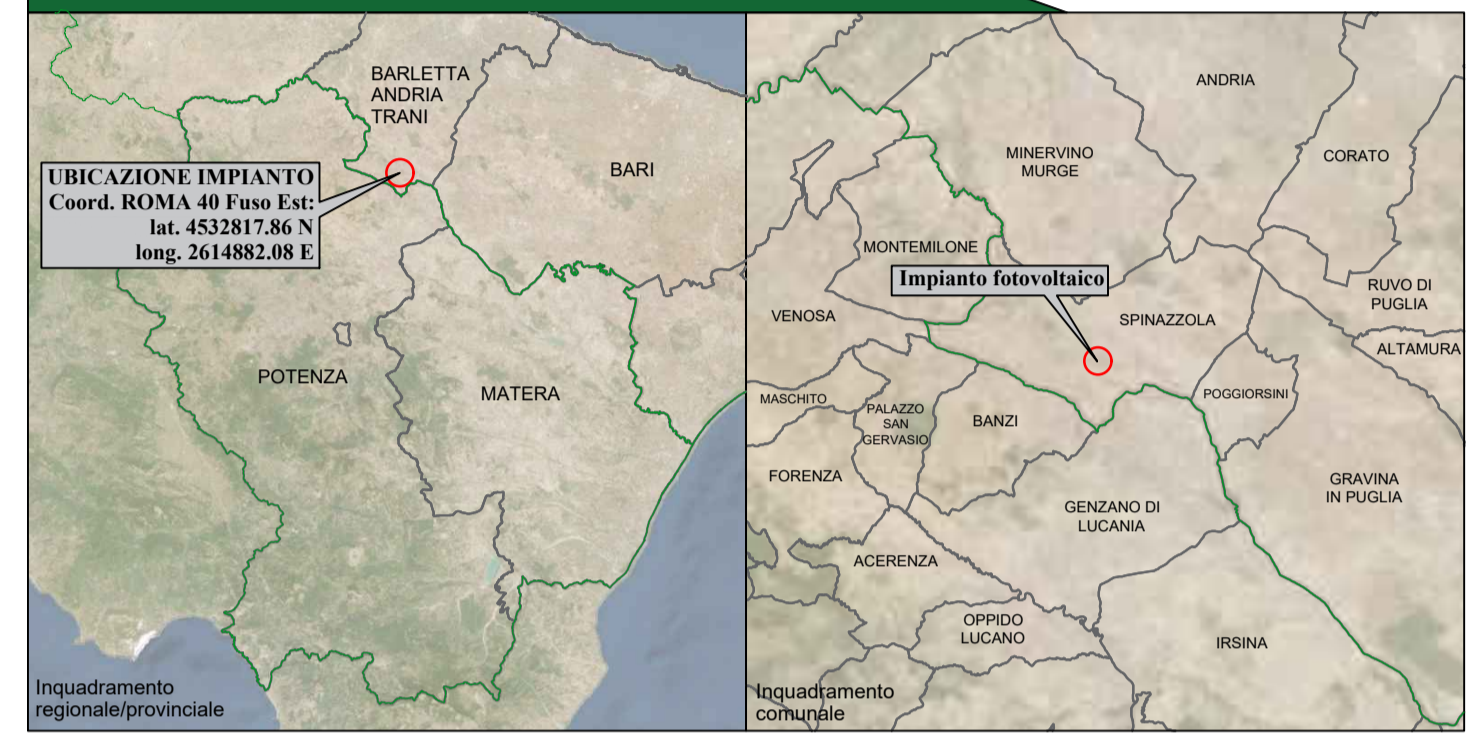 BARLETTA
ANDRIA
TRANI
BARI
UBICAZIONE IMPIANTO
Coord. ROMA 40 Fuso Est:
lat. 4532817.86 N
long. 2614882.08 E
POTENZA
MATERA
Inquadramento
regionale/provinciale
ANDRIA
MINERVINO
MURGE
CORATO
MONTEMILONE
Impianto fotovoltaico
RUVO DI
PUGLIA
VENOSA
SPINAZZOLA
ALTAMURA
MASCHITO
PALAZZO
SAN
GERVASIO
BANZI
POGGIORSINI
FORENZA
GENZANO DI
LUCANIA
GRAVINA
IN PUGLIA
ACERENZA
OPPIDO
LUCANO
IRSINA
Inquadramento
comunale